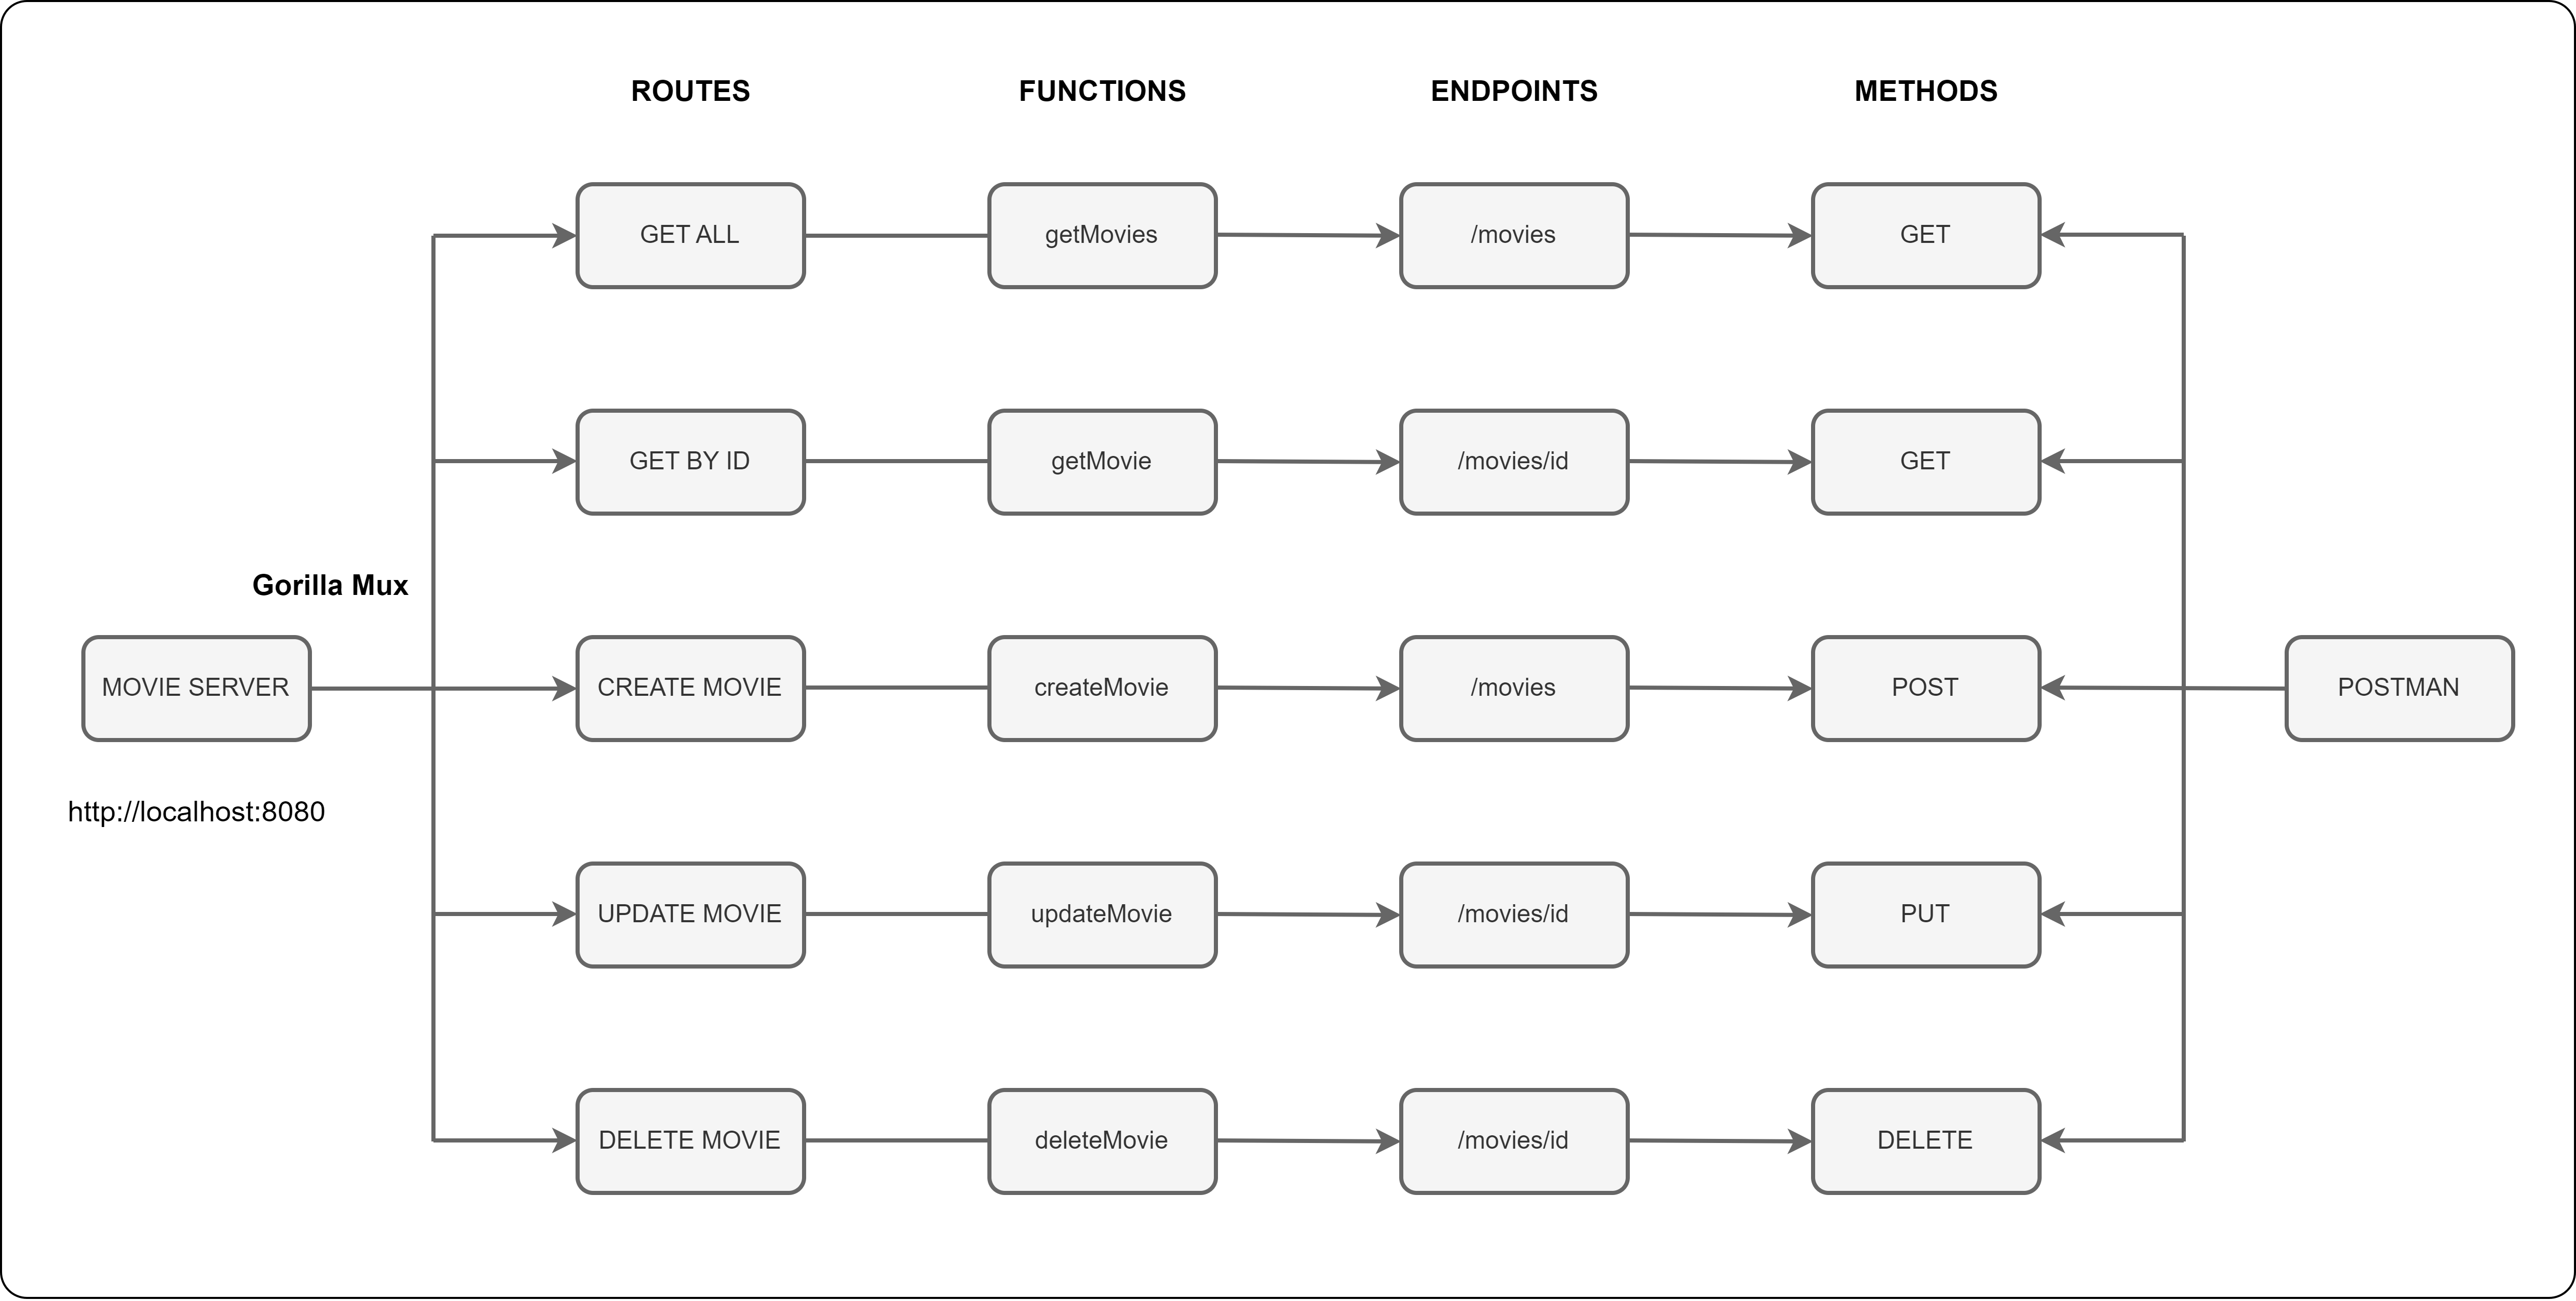 ROUTES
FUNCTIONS
ENDPOINTS
METHODS
GET ALL
getMovies
/movies
GET
GET BY ID
getMovie
/movies/id
GET
Gorilla Mux
MOVIE SERVER
CREATE MOVIE
createMovie
/movies
POST
POSTMAN
http://localhost:8080
UPDATE MOVIE
updateMovie
/movies/id
PUT
DELETE MOVIE
deleteMovie
/movies/id
DELETE